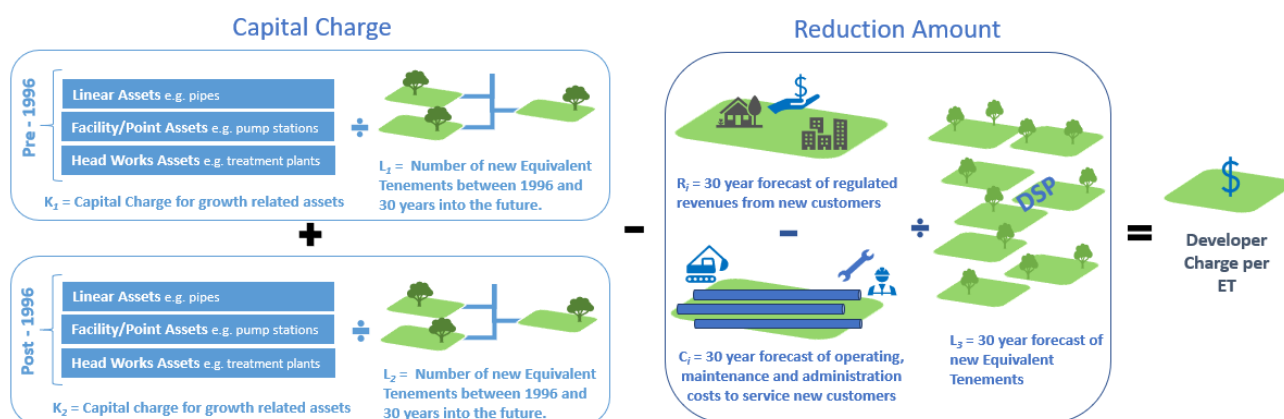 Capital Charge
Reduction Amount
Pre - 1996
Linear Assets e.g. pipes
Facility/Point Assets e.g. pump stations
Head Works Assets e.g. treatment plants
K1 = Capital Charge for growth related assets
÷
L1 = Number of new Equivalent
Tenements between 1996 and
30 years into the future.
+
Post - 1996
Linear Assets e.g. pipes
Facility/Point Assets e.g. pump stations
Head Works Assets e.g. treatment plants
K2 = Capital charge for growth related assets
÷
L2 = Number of new Equivalent
Tenements between 1996 and
30 years into the future.
−
$
Ri = 30 year forecast of regulated
revenues from new customers
−
Ci = 30 year forecast of operating,
maintenance and administration
costs to service new customers
÷
DSP
L3 = 30 year forecast of
new Equivalent
Tenements
=
$
Developer
Charge per
ET